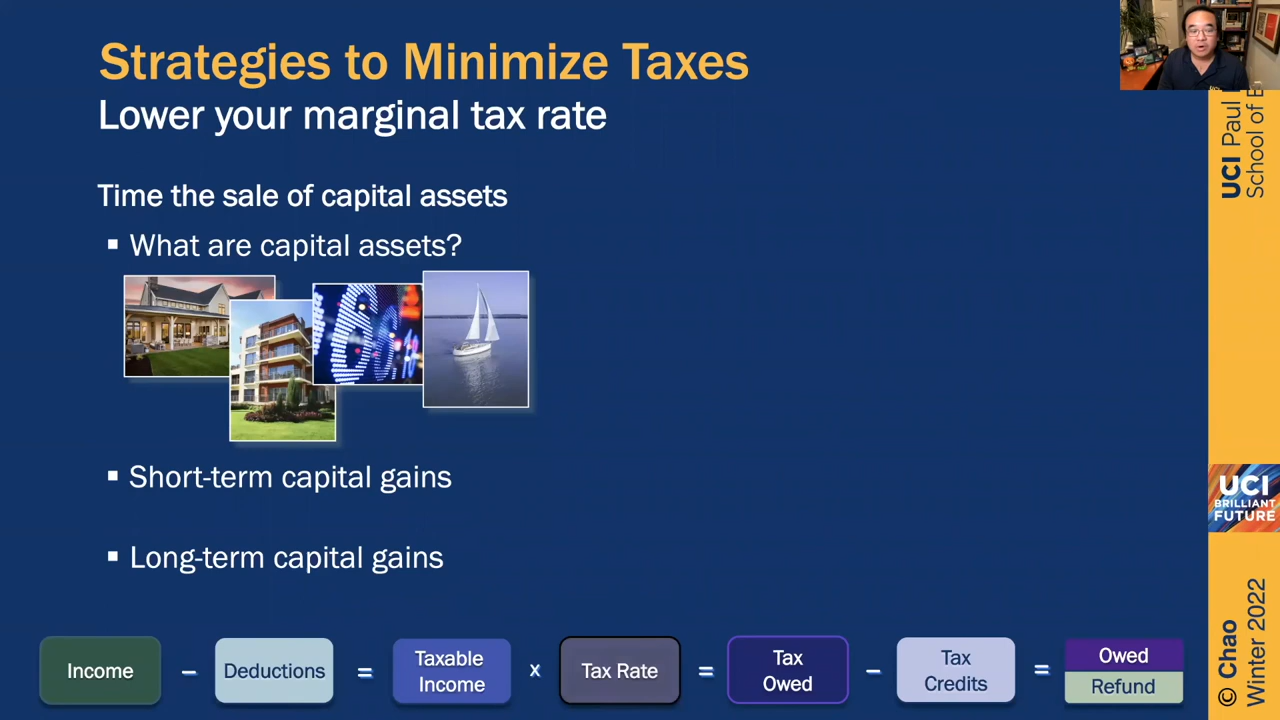 Strategies to Minimize Taxes
Lower your marginal tax rate
Time the sale of capital assets
▪ What are capital assets?
▪ Short-term capital gains
▪ Long-term capital gains
Income
–
Deductions
=
Taxable
Income
x
Tax Rate
=
Tax
Owed
–
Tax
Credits
=
Owed
Refund
UCI Paul
School of
UCI
BRILLIANT
FUTURE
© Chao
Winter 2022